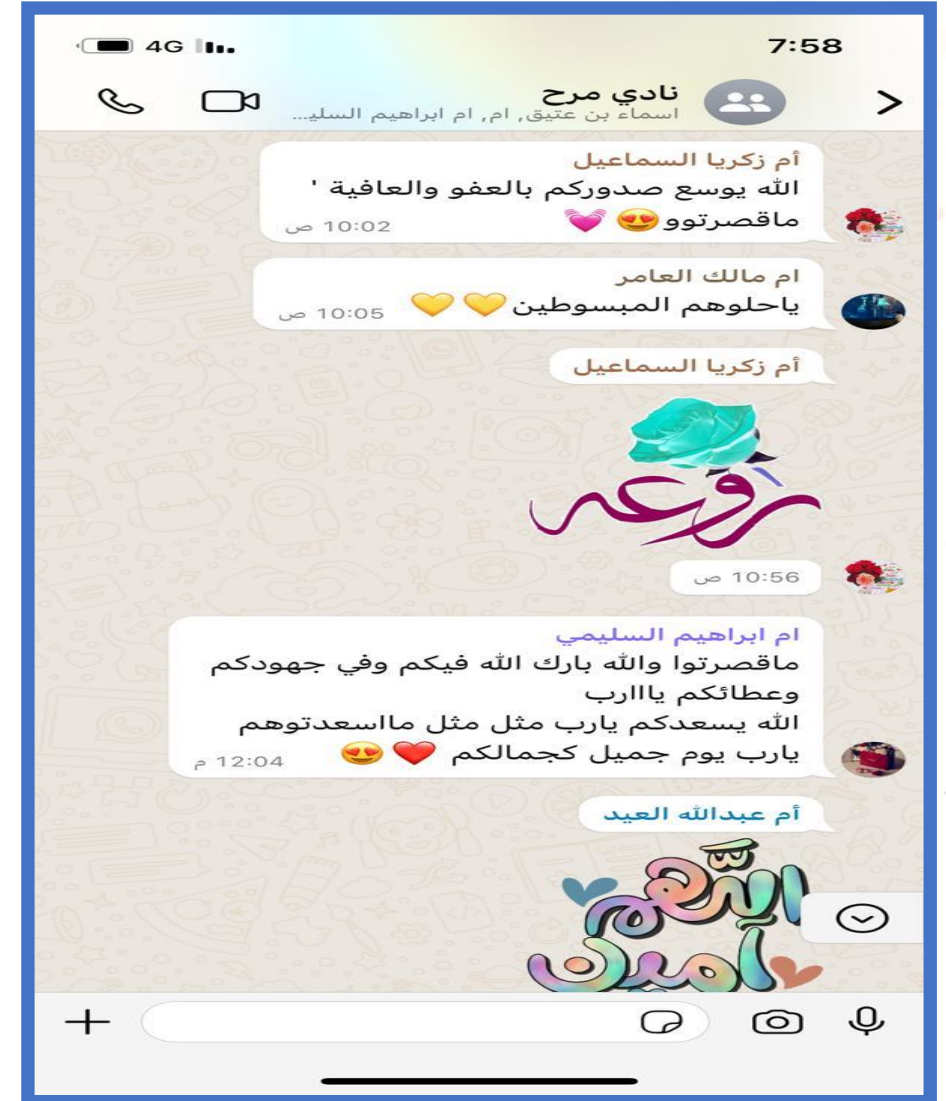 7:58
4G
نادي مرح
اسماء بن عتيق, ام, ام ابراهيم السليـ...
أم زكريا السماعيل
الله يوسع صدوركم بالعفو والعافية '
ماقصرتوو😍 💓
10:02 ص
ام مالك العامر
ياحلوهم المبسوطين💛💛
10:05 ص
أم زكريا السماعيل
روعه
10:56 ص
ام ابراهيم السليمي
ماقصرتوا والله بارك الله فيكم وفي جهودكم
وعطائكم يااارب
الله يسعدكم يارب مثل مثل مااسعدتوهم
يارب يوم جميل كجمالكم ❤️ 😍
12:04 م
أم عبدالله العيد
اللهم
امين